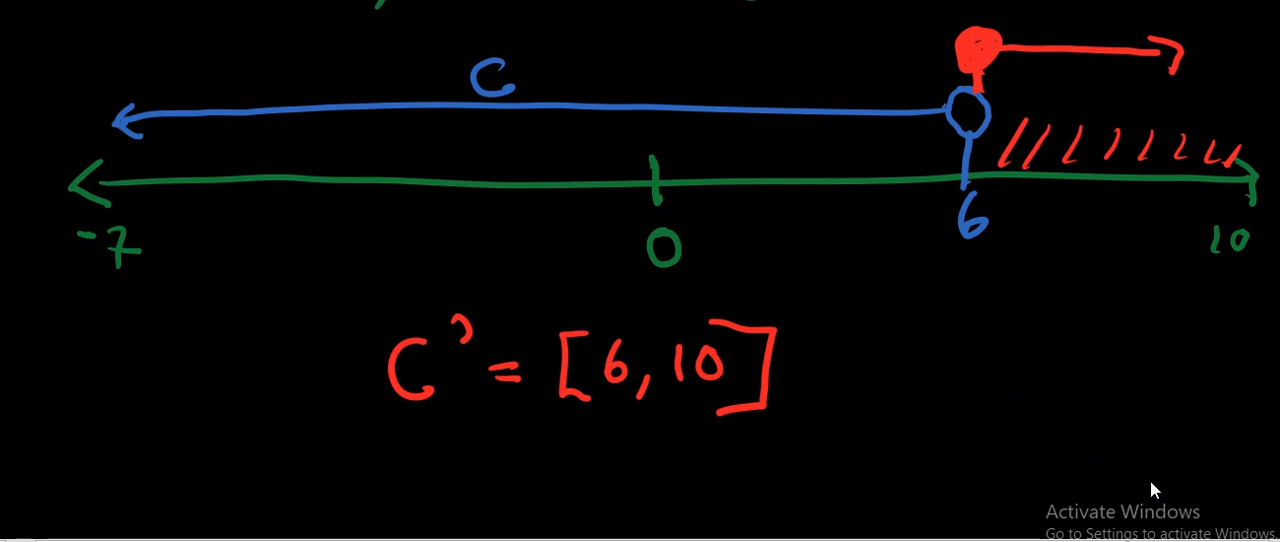 C
-7 0 6 10
C' = [6, 10]
Activate Windows
Go to Settings to activate Windows.